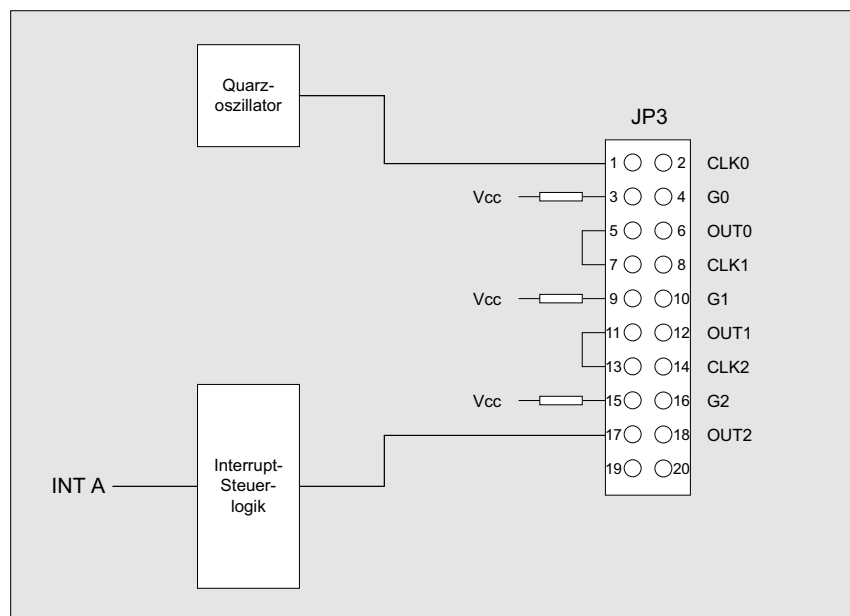 Quarz-
oszillator
JP3
1 2 CLK0
Vcc 3 4 G0
5 6 OUT0
7 8 CLK1
Vcc 9 10 G1
11 12 OUT1
13 14 CLK2
Vcc 15 16 G2
17 18 OUT2
19 20
INT A
Interrupt-
Steuer-
logik